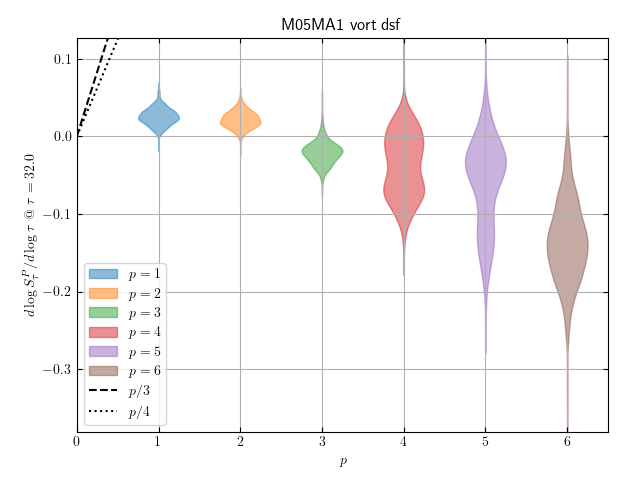 M05MA1 vort dsf
d log S_τ^P / d log τ @ τ = 32.0
0.1
0.0
−0.1
−0.2
−0.3
p = 1
p = 2
p = 3
p = 4
p = 5
p = 6
p/3
p/4
0 1 2 3 4 5 6
p